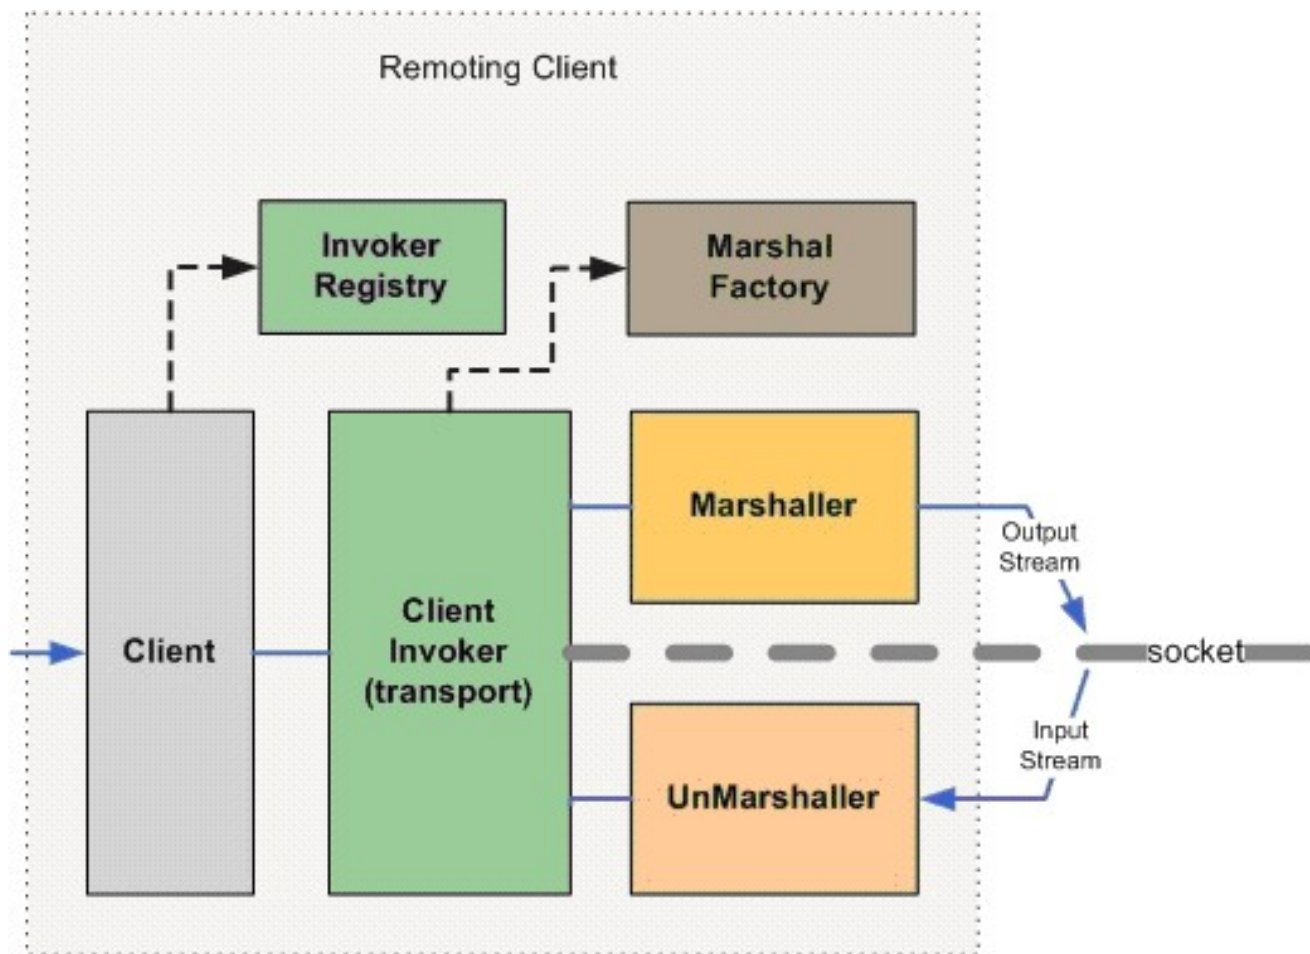 Remoting Client
Invoker
Registry
Marshal
Factory
Client
Client
Invoker
(transport)
Marshaller
UnMarshaller
Output
Stream
socket
Input
Stream